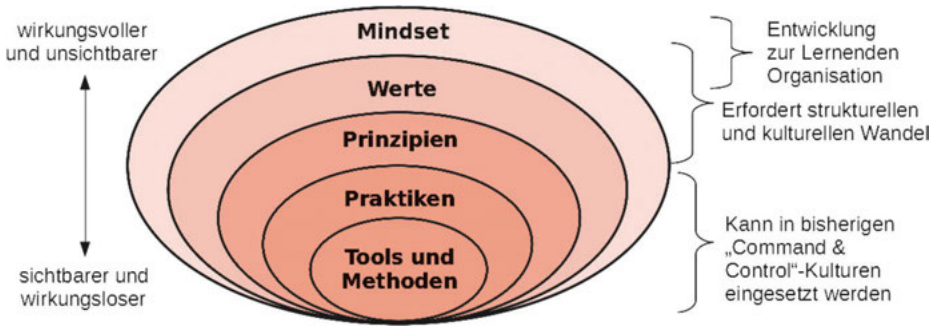 wirkungsvoller
und unsichtbarer
sichtbarer und
wirkungsloser
Mindset
Werte
Prinzipien
Praktiken
Tools und
Methoden
Entwicklung
zur Lernenden
Organisation
Erfordert strukturellen
und kulturellen Wandel
Kann in bisherigen
„Command &
Control“-Kulturen
eingesetzt werden